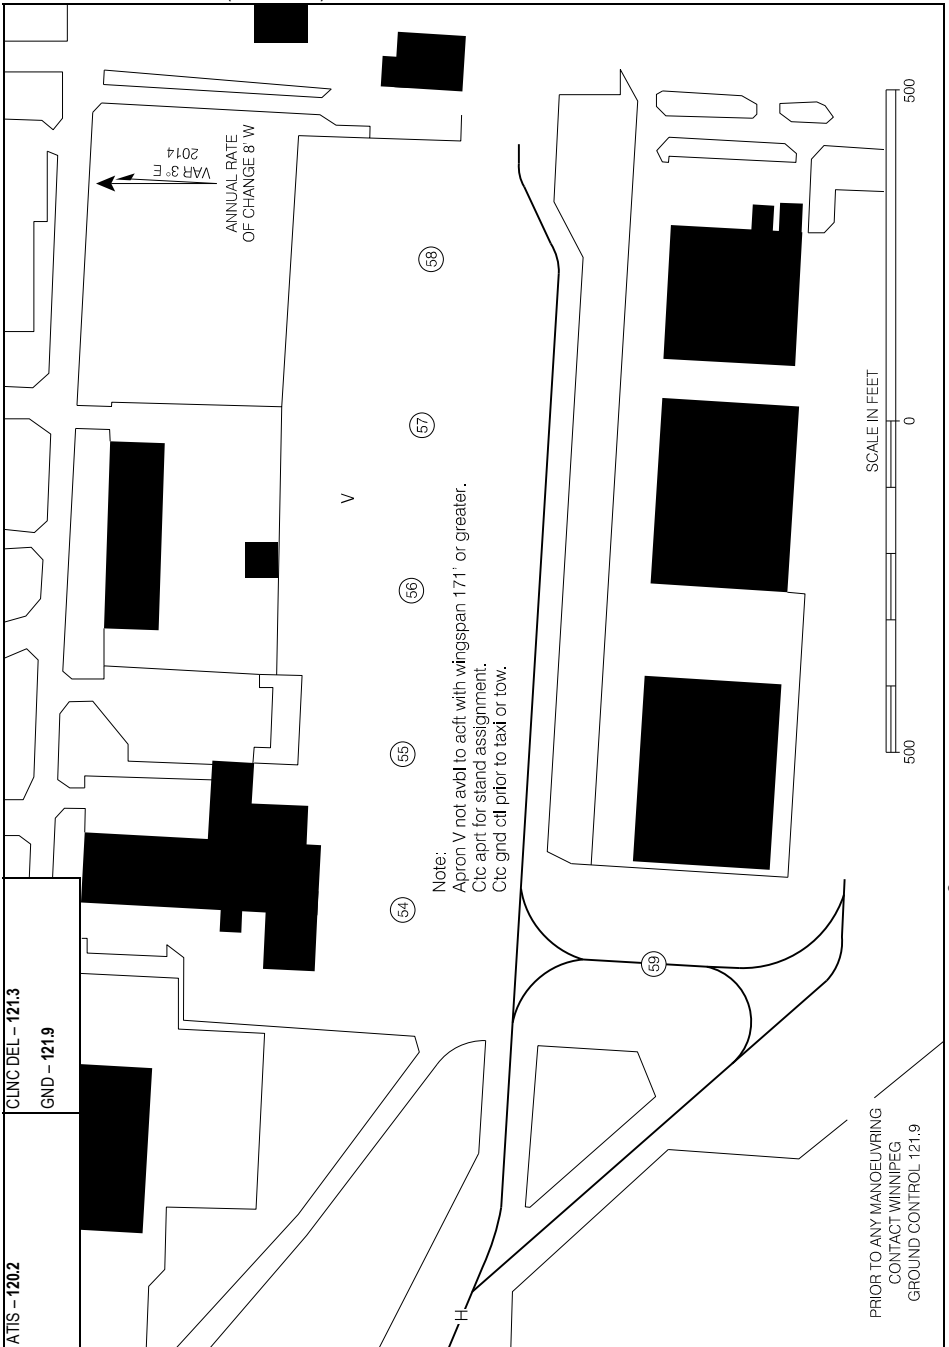 ATIS – 120.2
CLNC DEL – 121.3
GND – 121.9
VAR 3° E
2014
ANNUAL RATE
OF CHANGE 8' W
58
57
V
56
55
54
Note:
Apron V not avbl to acft with wingspan 171' or greater.
Ctc aprt for stand assignment.
Ctc gnd ctl prior to taxi or tow.
59
H
SCALE IN FEET
500
0
500
PRIOR TO ANY MANOEUVRING
CONTACT WINNIPEG
GROUND CONTROL 121.9